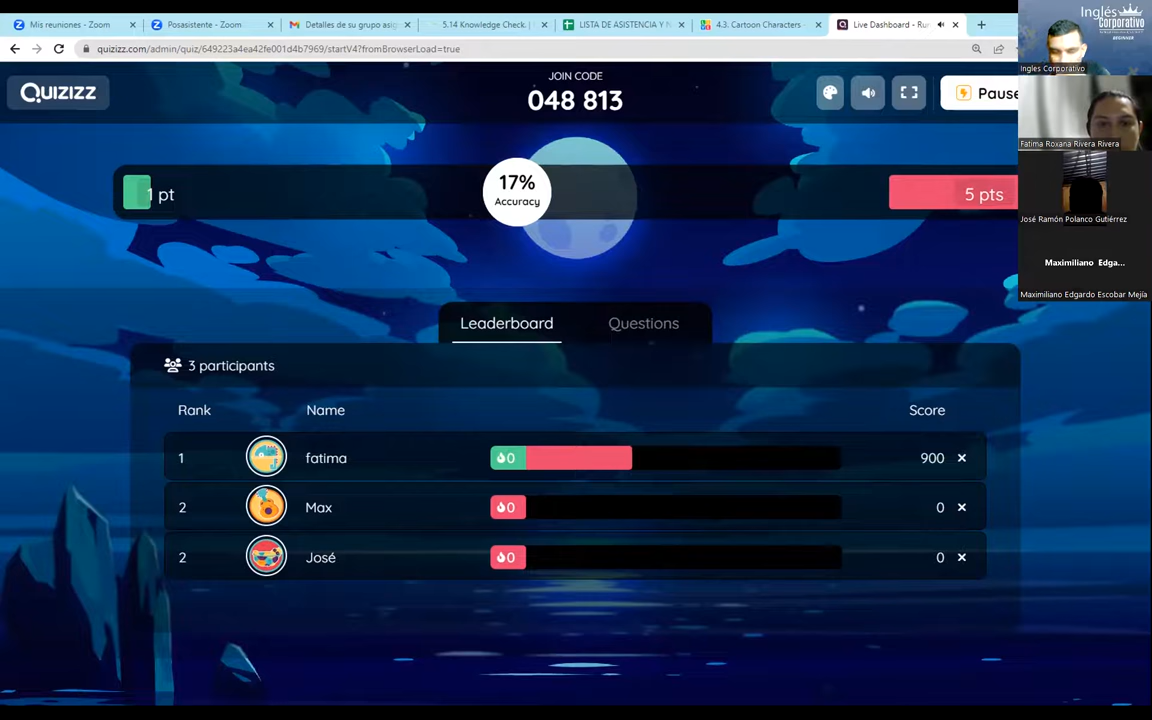 Mis reuniones - Zoom
Posasistente - Zoom
Detalles de su grupo asig
5.14 Knowledge Check.
LISTA DE ASISTENCIA Y N
4.3. Cartoon Characters
Live Dashboard - Ru
quizizz.com/admin/quiz/649223a4ea42fe001d4b7969/startV4?fromBrowserLoad=true
QUIZIZZ
JOIN CODE
048 813
Pause
1 pt
17%
Accuracy
5 pts
Leaderboard
Questions
3 participants
Rank
Name
Score
1
fatima
0
900
2
Max
0
0
2
José
0
0
Inglés
Corporativo
BEGINNER
Ingles Corporativo
Fatima Roxana Rivera Rivera
José Ramón Polanco Gutiérrez
Maximiliano Edga...
Maximiliano Edgardo Escobar Mejía